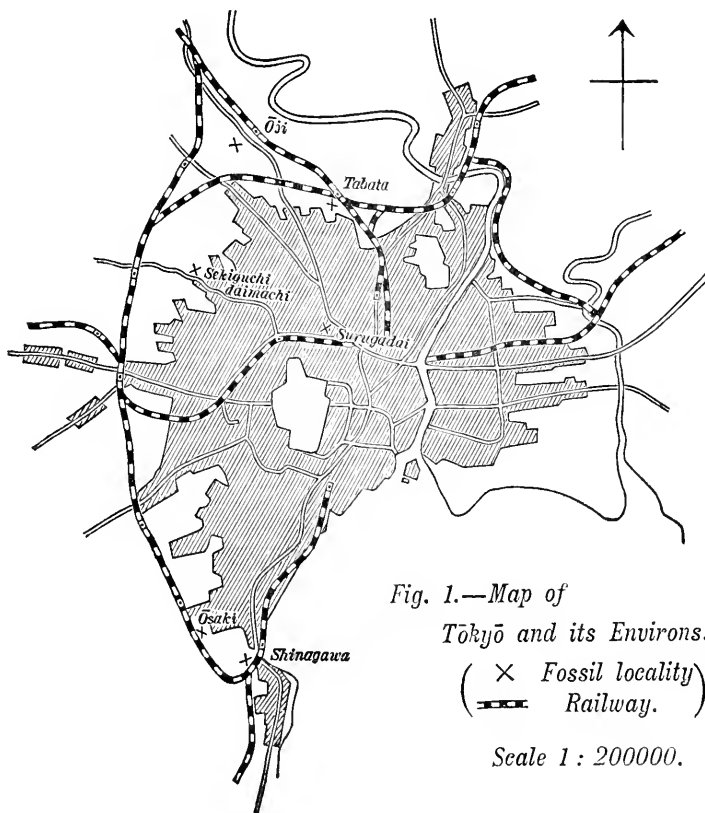 Ōji
Tabata
Sekiguchi
daimachi
Surugadai
Ōsaki
Shinagawa
Fig. 1.—Map of
Tōkyō and its Environs.
( × Fossil locality )
Railway.
Scale 1 : 200000.